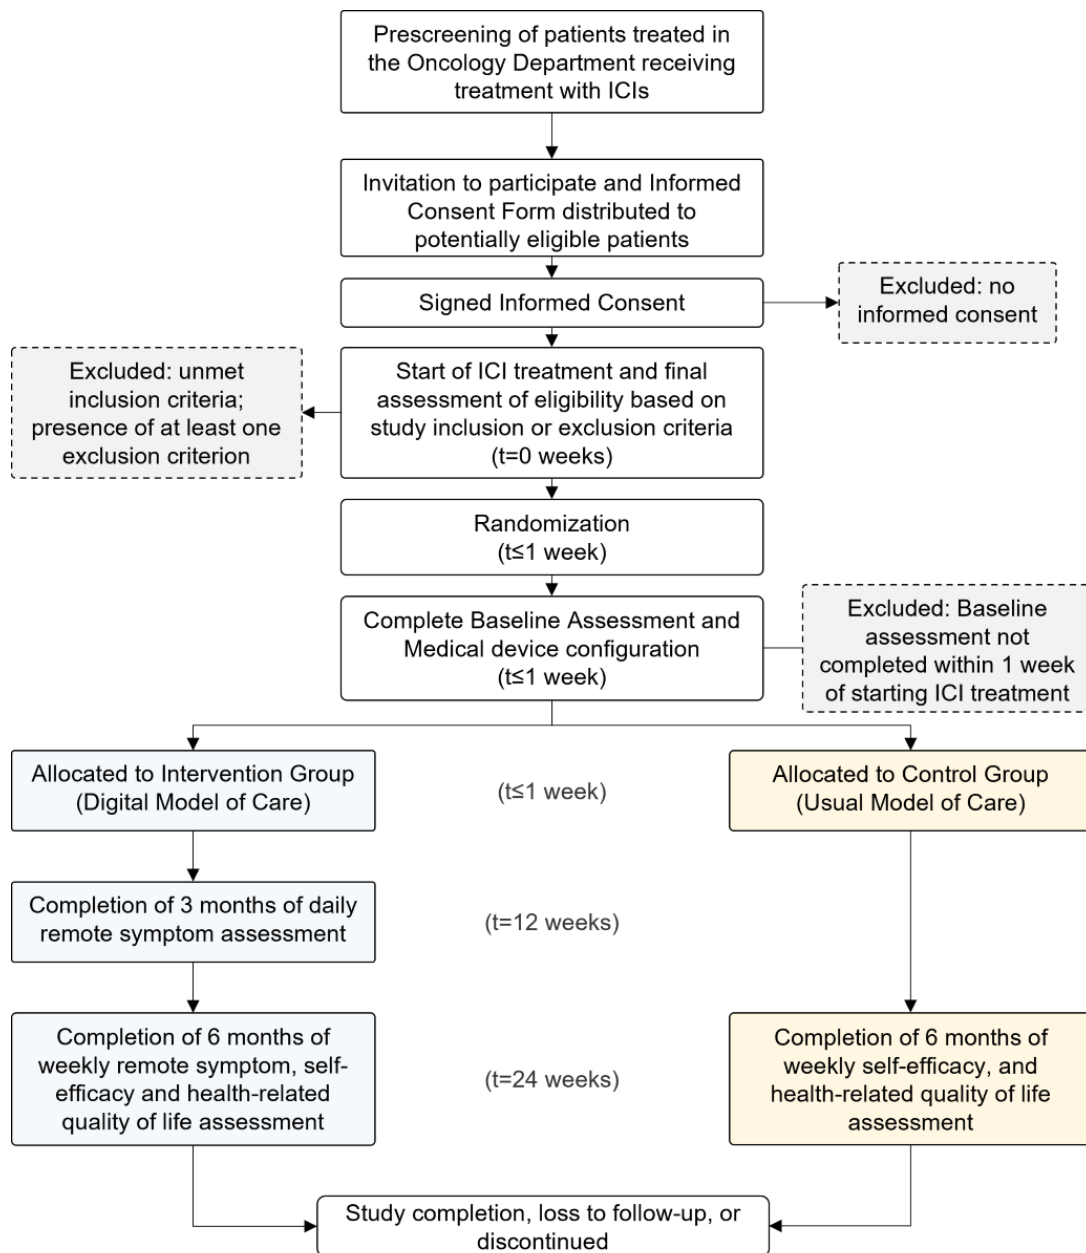 Prescreening of patients treated in
the Oncology Department receiving
treatment with ICIs
Invitation to participate and Informed
Consent Form distributed to
potentially eligible patients
Signed Informed Consent
Excluded: no
informed consent
Excluded: unmet
inclusion criteria;
presence of at least one
exclusion criterion
Start of ICI treatment and final
assessment of eligibility based on
study inclusion or exclusion criteria
(t=0 weeks)
Randomization
(t≤1 week)
Complete Baseline Assessment and
Medical device configuration
(t≤1 week)
Excluded: Baseline
assessment not
completed within 1 week
of starting ICI treatment
Allocated to Intervention Group
(Digital Model of Care)
(t≤1 week)
Allocated to Control Group
(Usual Model of Care)
Completion of 3 months of daily
remote symptom assessment
(t=12 weeks)
Completion of 6 months of
weekly remote symptom, self-
efficacy and health-related
quality of life assessment
(t=24 weeks)
Completion of 6 months of
weekly self-efficacy, and
health-related quality of life
assessment
Study completion, loss to follow-up, or
discontinued